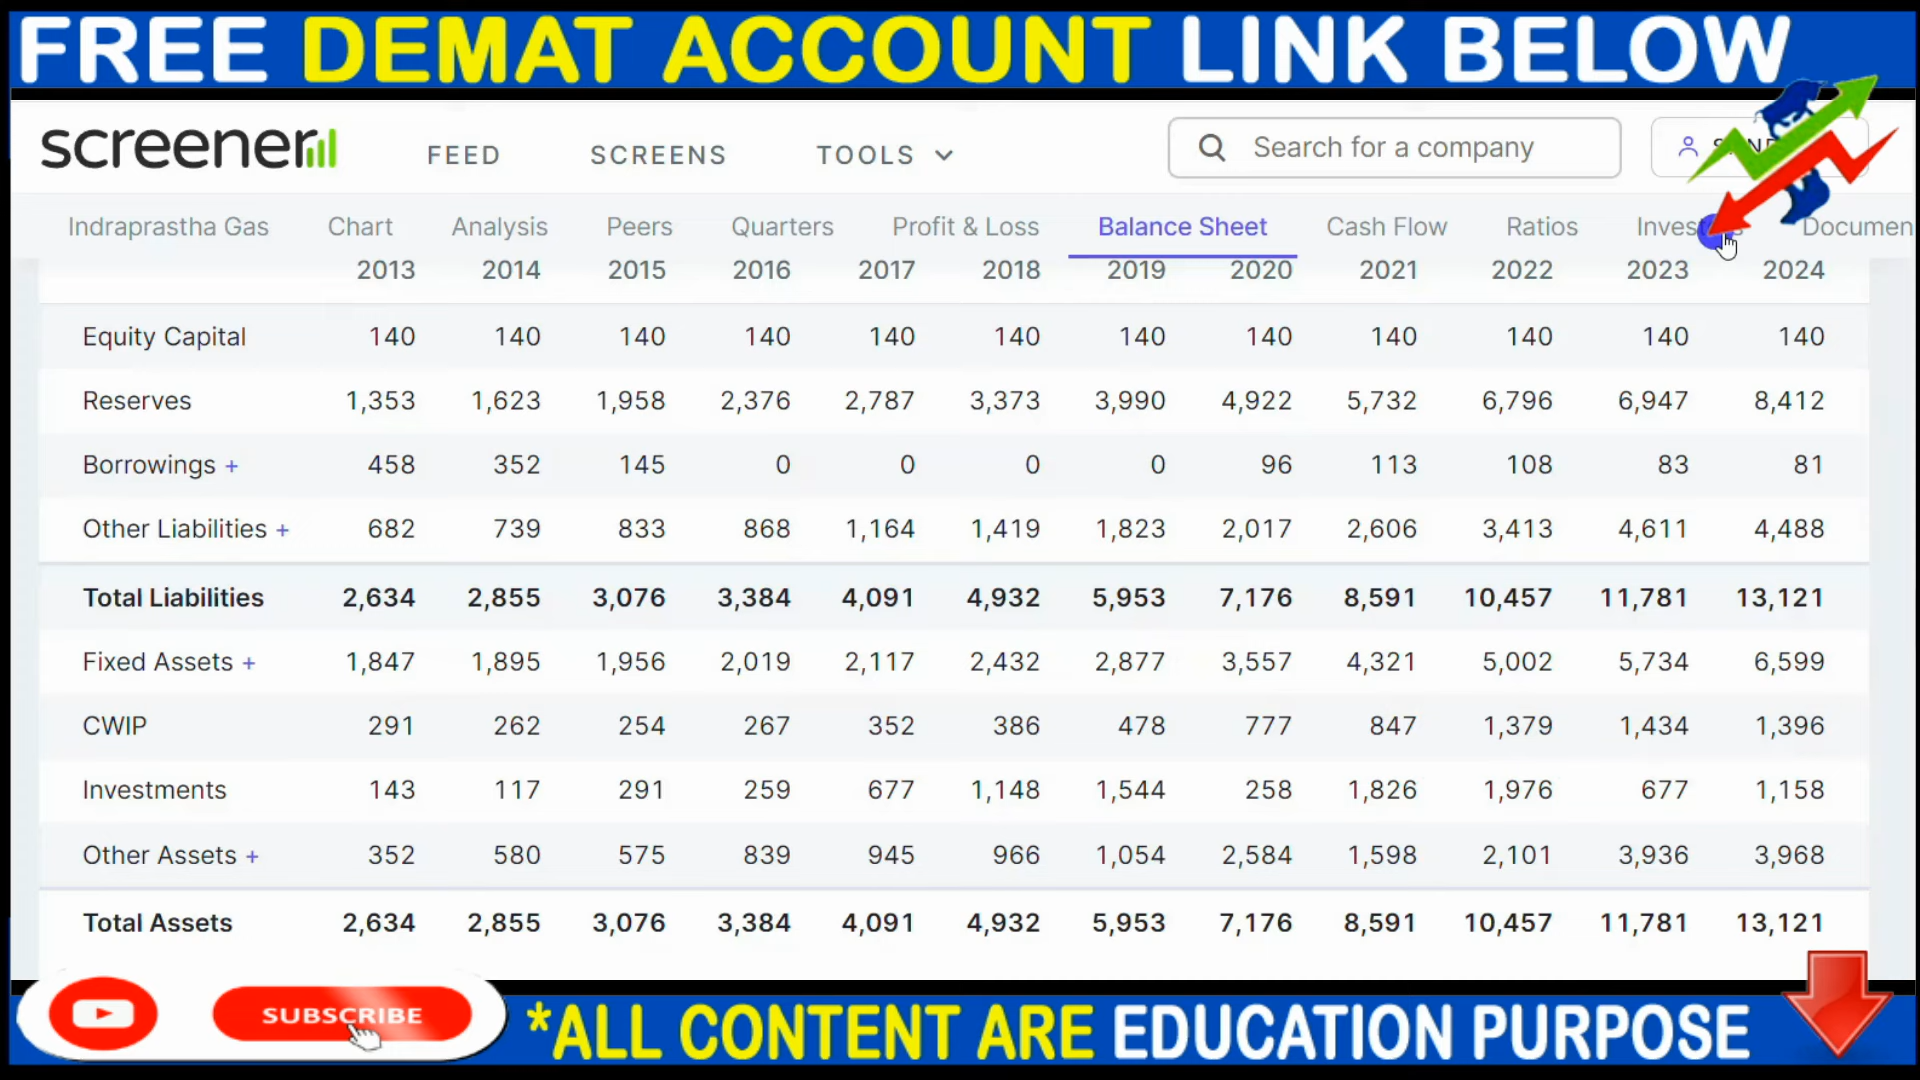 FREE DEMAT ACCOUNT LINK BELOW
screener FEED SCREENS TOOLS Search for a company
Indraprastha Gas Chart Analysis Peers Quarters Profit & Loss Balance Sheet Cash Flow Ratios Documen
2013 2014 2015 2016 2017 2018 2019 2020 2021 2022 2023 2024
Equity Capital 140 140 140 140 140 140 140 140 140 140 140 140
Reserves 1,353 1,623 1,958 2,376 2,787 3,373 3,990 4,922 5,732 6,796 6,947 8,412
Borrowings + 458 352 145 0 0 0 0 96 113 108 83 81
Other Liabilities + 682 739 833 868 1,164 1,419 1,823 2,017 2,606 3,413 4,611 4,488
Total Liabilities 2,634 2,855 3,076 3,384 4,091 4,932 5,953 7,176 8,591 10,457 11,781 13,121
Fixed Assets + 1,847 1,895 1,956 2,019 2,117 2,432 2,877 3,557 4,321 5,002 5,734 6,599
CWIP 291 262 254 267 352 386 478 777 847 1,379 1,434 1,396
Investments 143 117 291 259 677 1,148 1,544 258 1,826 1,976 677 1,158
Other Assets + 352 580 575 839 945 966 1,054 2,584 1,598 2,101 3,936 3,968
Total Assets 2,634 2,855 3,076 3,384 4,091 4,932 5,953 7,176 8,591 10,457 11,781 13,121
SUBSCRIBE
*ALL CONTENT ARE EDUCATION PURPOSE